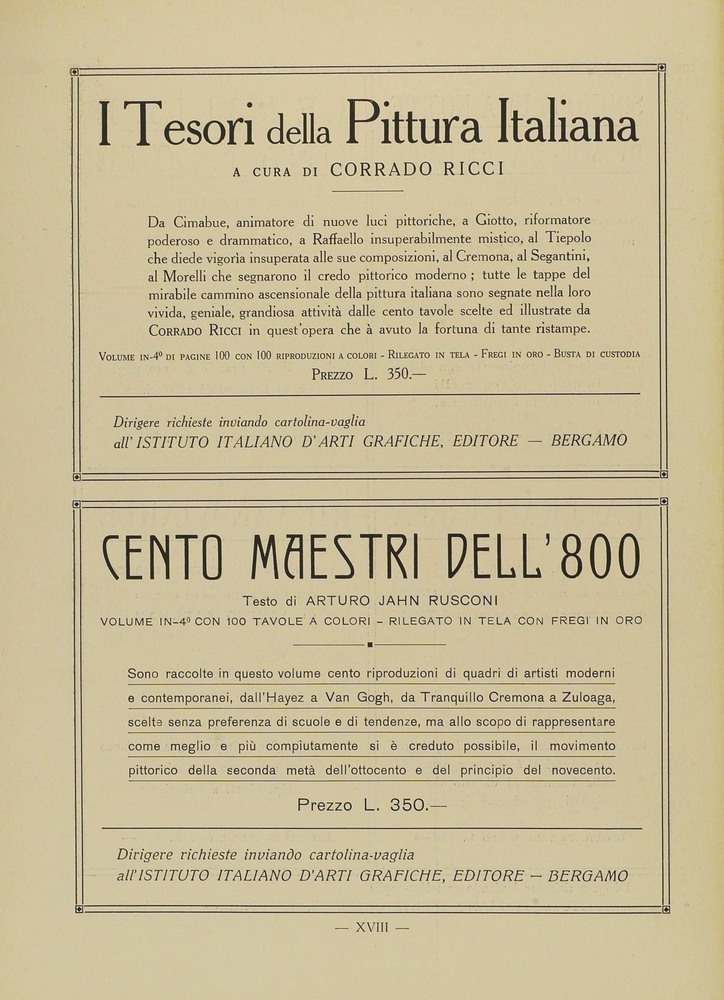 I Tesori della Pittura Italiana
A CURA DI CORRADO RICCI
Da Cimabue, animatore di nuove luci pittoriche, a Giotto, riformatore
poderoso e drammatico, a Raffaello insuperabilmente mistico, al Tiepolo
che diede vigoria insuperata alle sue composizioni, al Cremona, al Segantini,
al Morelli che segnarono il credo pittorico moderno ; tutte le tappe del
mirabile cammino ascensionale della pittura italiana sono segnate nella loro
vivida, geniale, grandiosa attività dalle cento tavole scelte ed illustrate da
CORRADO RICCI in quest'opera che à avuto la fortuna di tante ristampe.
VOLUME IN-4º DI PAGINE 100 CON 100 RIPRODUZIONI A COLORI - RILEGATO IN TELA - FREGI IN ORO - BUSTA DI CUSTODIA
PREZZO L. 350.—
Dirigere richieste inviando cartolina-vaglia
all'ISTITUTO ITALIANO D'ARTI GRAFICHE, EDITORE — BERGAMO
CENTO MAESTRI DELL'800
Testo di ARTURO JAHN RUSCONI
VOLUME IN-4º CON 100 TAVOLE A COLORI - RILEGATO IN TELA CON FREGI IN ORO
Sono raccolte in questo volume cento riproduzioni di quadri di artisti moderni
e contemporanei, dall'Hayez a Van Gogh, da Tranquillo Cremona a Zuloaga,
scelte senza preferenza di scuole e di tendenze, ma allo scopo di rappresentare
come meglio e più compiutamente si è creduto possibile, il movimento
pittorico della seconda metà dell'ottocento e del principio del novecento.
Prezzo L. 350.—
Dirigere richieste inviando cartolina-vaglia
all'ISTITUTO ITALIANO D'ARTI GRAFICHE, EDITORE — BERGAMO
— XVIII —